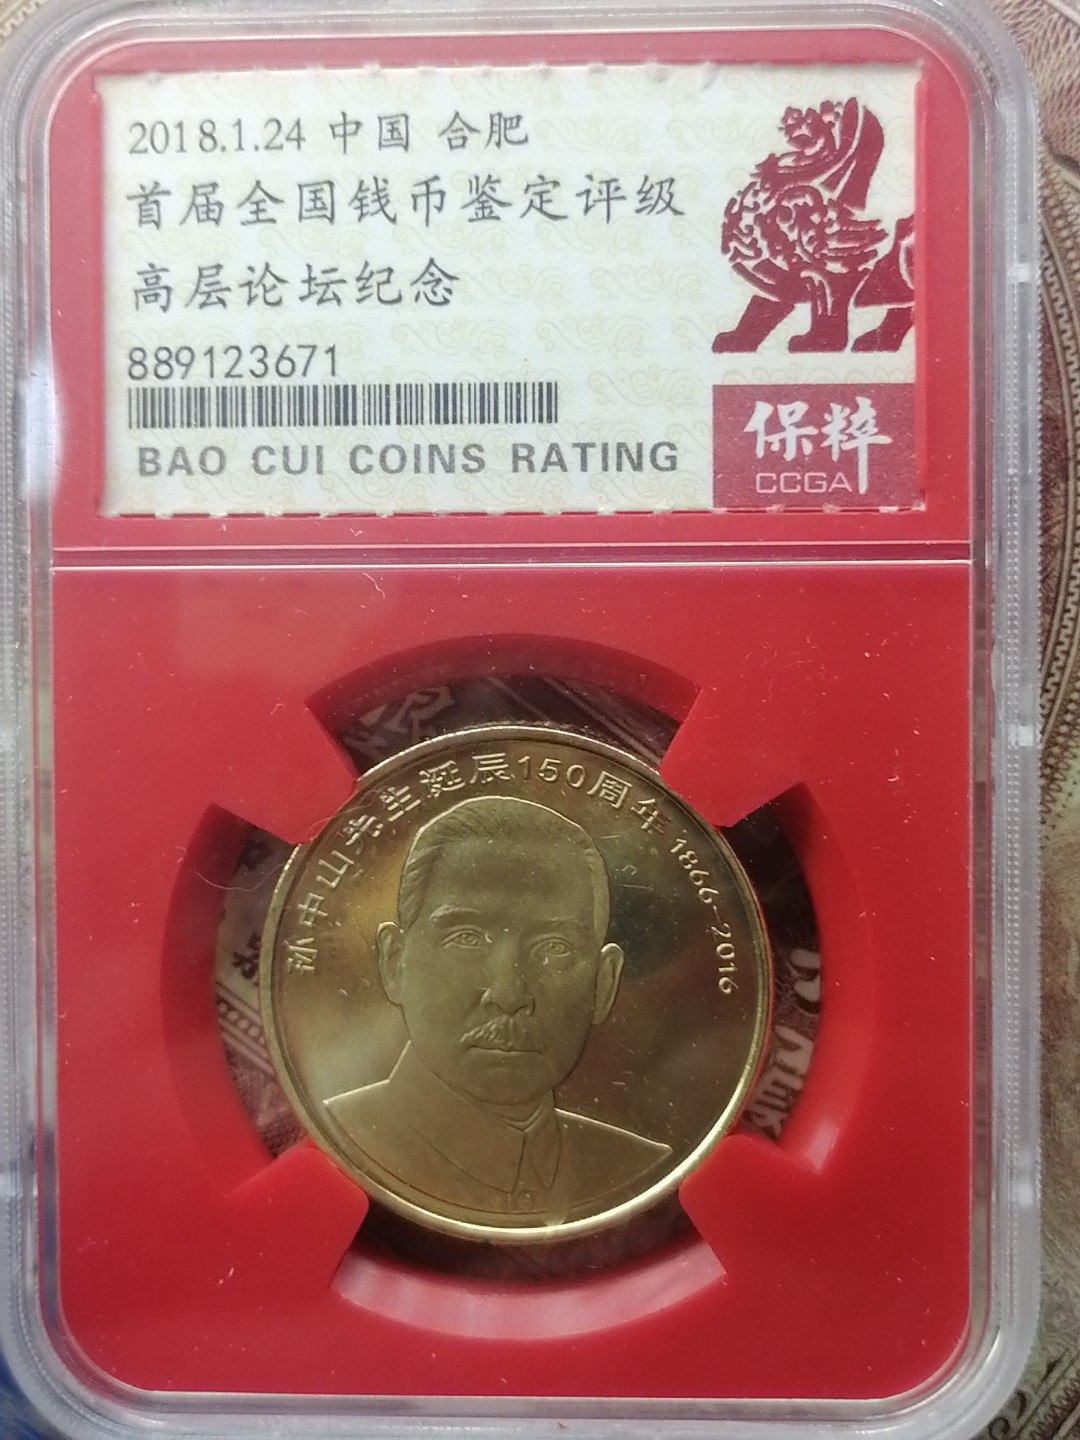 2018.1.24 中国 合肥
首届全国钱币鉴定评级
高层论坛纪念
889123671
BAO CUI COINS RATING
保粹
CCGA
孙中山先生诞辰150周年 1866-2016